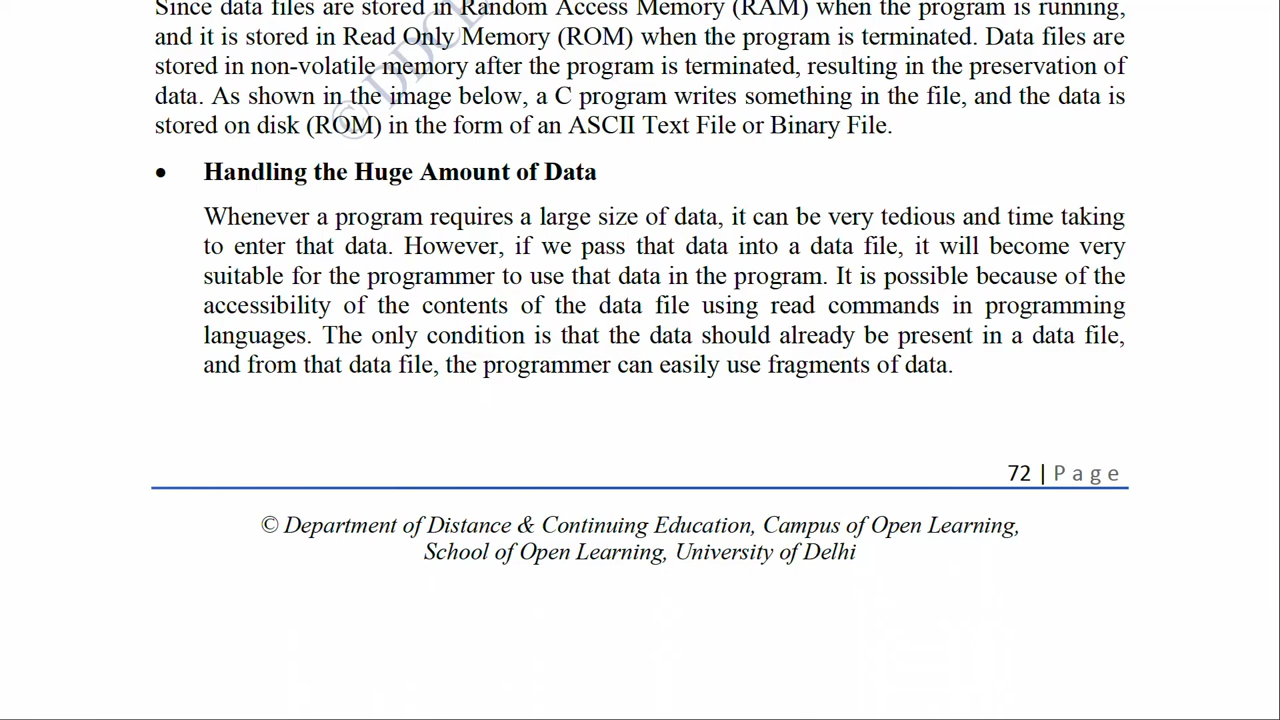 Since data files are stored in Random Access Memory (RAM) when the program is running,
and it is stored in Read Only Memory (ROM) when the program is terminated. Data files are
stored in non-volatile memory after the program is terminated, resulting in the preservation of
data. As shown in the image below, a C program writes something in the file, and the data is
stored on disk (ROM) in the form of an ASCII Text File or Binary File.
• Handling the Huge Amount of Data
Whenever a program requires a large size of data, it can be very tedious and time taking
to enter that data. However, if we pass that data into a data file, it will become very
suitable for the programmer to use that data in the program. It is possible because of the
accessibility of the contents of the data file using read commands in programming
languages. The only condition is that the data should already be present in a data file,
and from that data file, the programmer can easily use fragments of data.
72 | Page
© Department of Distance & Continuing Education, Campus of Open Learning,
School of Open Learning, University of Delhi